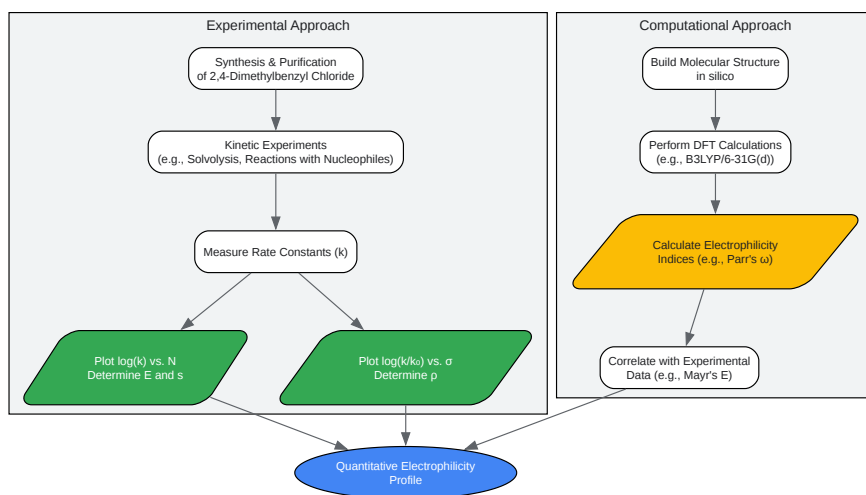 Experimental Approach
Synthesis & Purification
of 2,4-Dimethylbenzyl Chloride
Kinetic Experiments
(e.g., Solvolysis, Reactions with Nucleophiles)
Measure Rate Constants (k)
Plot log(k) vs. N
Determine E and s
Plot log(k/k₀) vs. σ
Determine ρ
Computational Approach
Build Molecular Structure
in silico
Perform DFT Calculations
(e.g., B3LYP/6-31G(d))
Calculate Electrophilicity
Indices (e.g., Parr's ω)
Correlate with Experimental
Data (e.g., Mayr's E)
Quantitative Electrophilicity
Profile